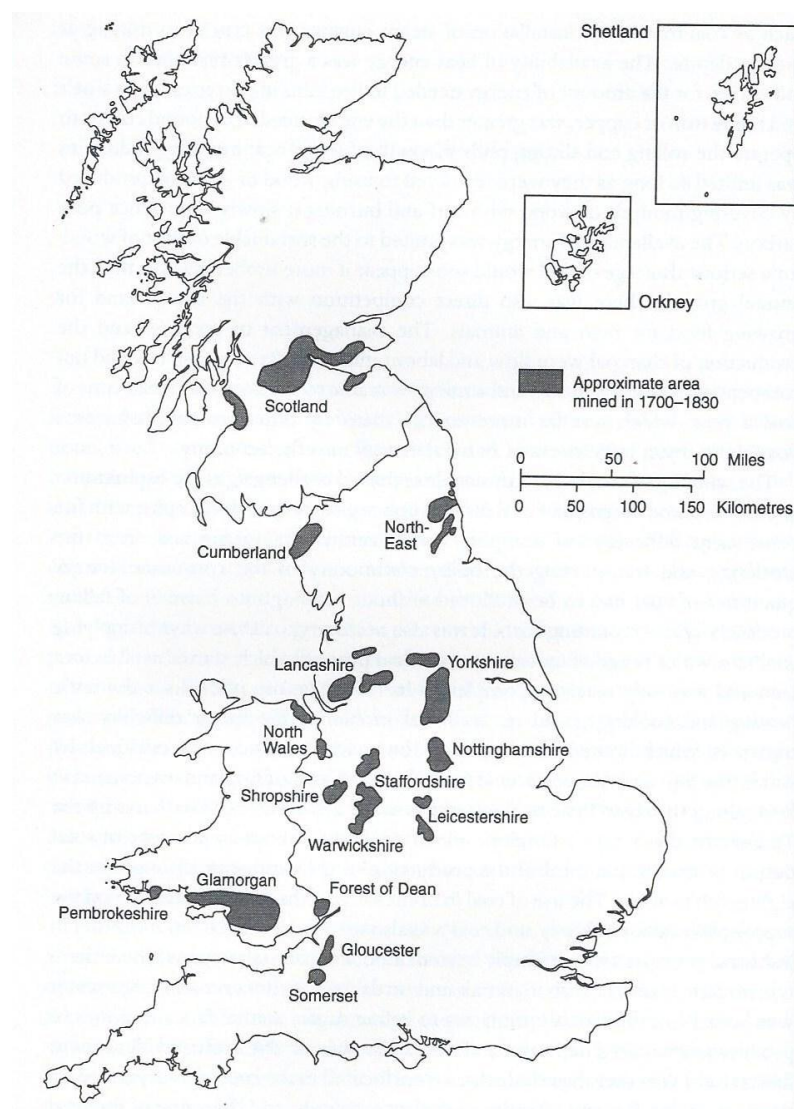 Shetland
Orkney
Approximate area
mined in 1700–1830
Scotland
0 50 100 Miles
50 100 150 Kilometres
North-
East
Cumberland
Lancashire
Yorkshire
North
Wales
Nottinghamshire
Staffordshire
Shropshire
Leicestershire
Warwickshire
Glamorgan
Forest of Dean
Pembrokeshire
Gloucester
Somerset